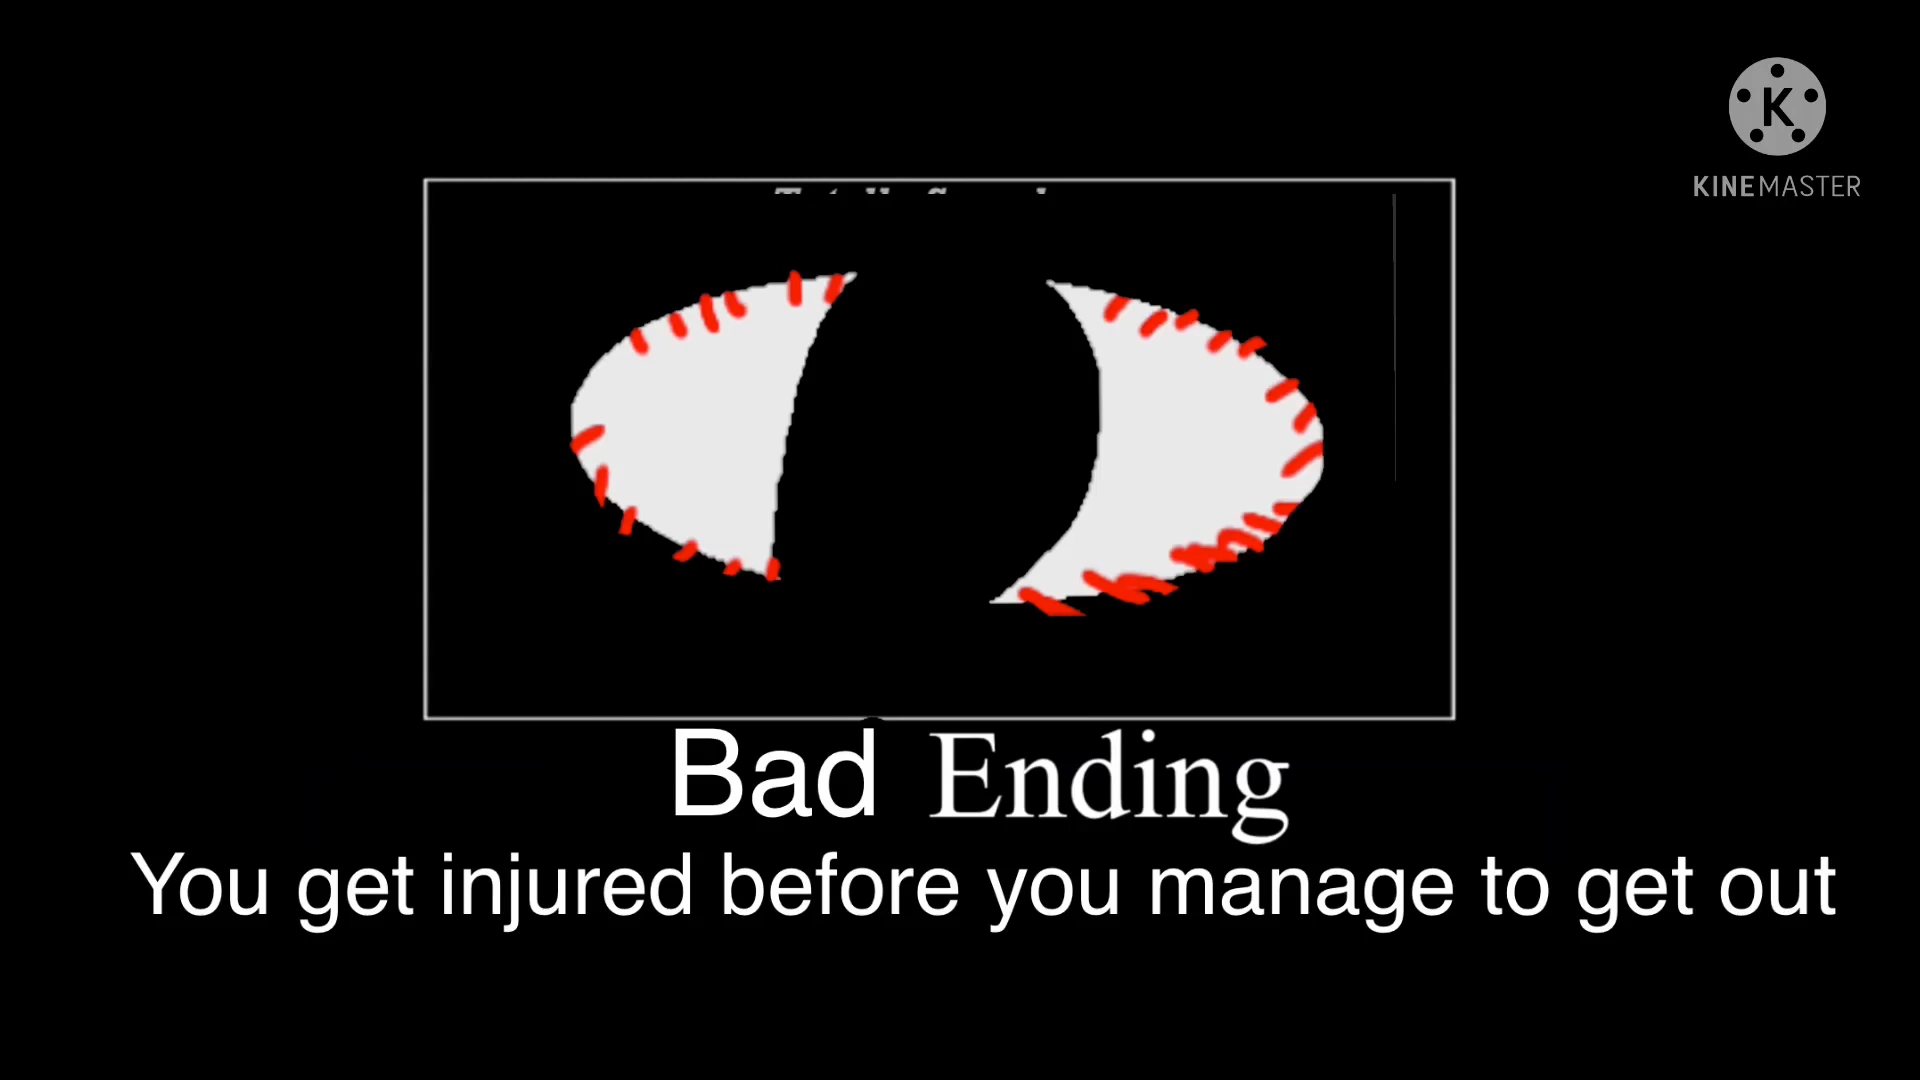 K
KINEMASTER
Bad Ending
You get injured before you manage to get out